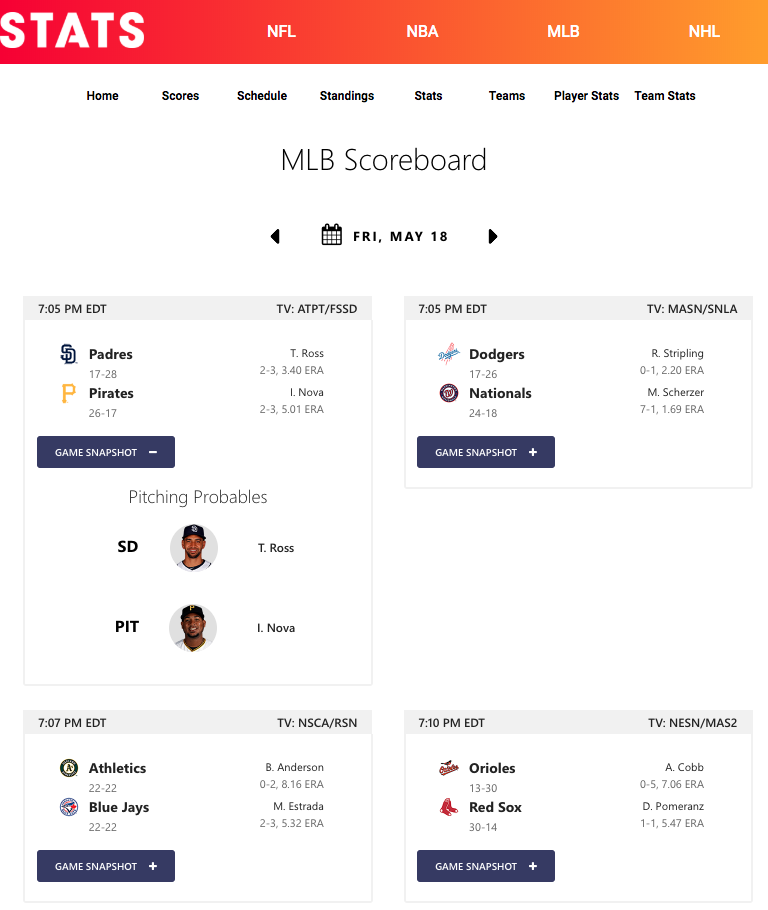 STATS
NFL NBA MLB NHL
Home Scores Schedule Standings Stats Teams Player Stats Team Stats
MLB Scoreboard
FRI, MAY 18
7:05 PM EDT TV: ATPT/FSSD
Padres T. Ross
17-28 2-3, 3.40 ERA
Pirates I. Nova
26-17 2-3, 5.01 ERA
GAME SNAPSHOT −
Pitching Probables
SD T. Ross
PIT I. Nova
7:05 PM EDT TV: MASN/SNLA
Dodgers R. Stripling
17-26 0-1, 2.20 ERA
Nationals M. Scherzer
24-18 7-1, 1.69 ERA
GAME SNAPSHOT +
7:07 PM EDT TV: NSCA/RSN
Athletics B. Anderson
22-22 0-2, 8.16 ERA
Blue Jays M. Estrada
22-22 2-3, 5.32 ERA
GAME SNAPSHOT +
7:10 PM EDT TV: NESN/MAS2
Orioles A. Cobb
13-30 0-5, 7.06 ERA
Red Sox D. Pomeranz
30-14 1-1, 5.47 ERA
GAME SNAPSHOT +